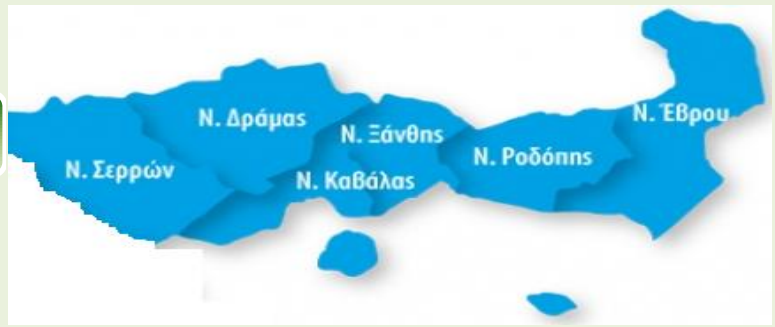 Ν. Δράμας
Ν. Ξάνθης
Ν. Έβρου
Ν. Σερρών
Ν. Καβάλας
Ν. Ροδόπης